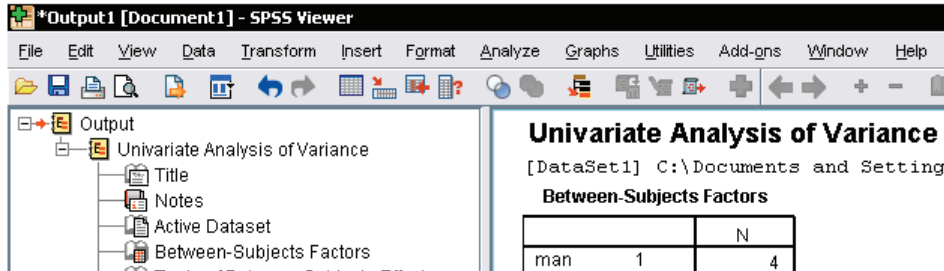 *Output1 [Document1] - SPSS Viewer
File Edit View Data Transform Insert Format Analyze Graphs Utilities Add-ons Window Help
Output
Univariate Analysis of Variance
Title
Notes
Active Dataset
Between-Subjects Factors
Univariate Analysis of Variance
[DataSet1] C:\Documents and Setting
Between-Subjects Factors
N
man 1 4